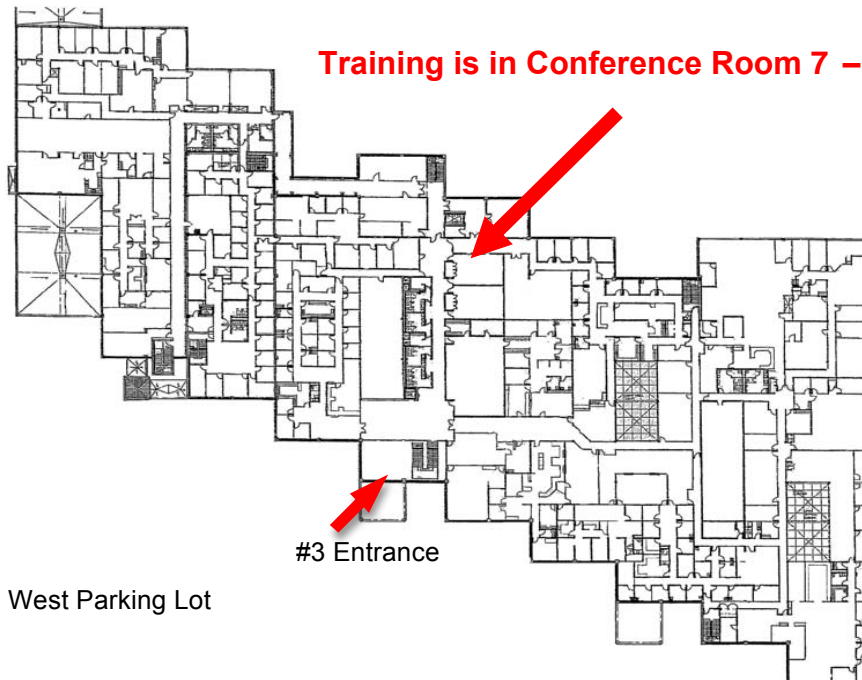 Training is in Conference Room 7 –
#3 Entrance
West Parking Lot